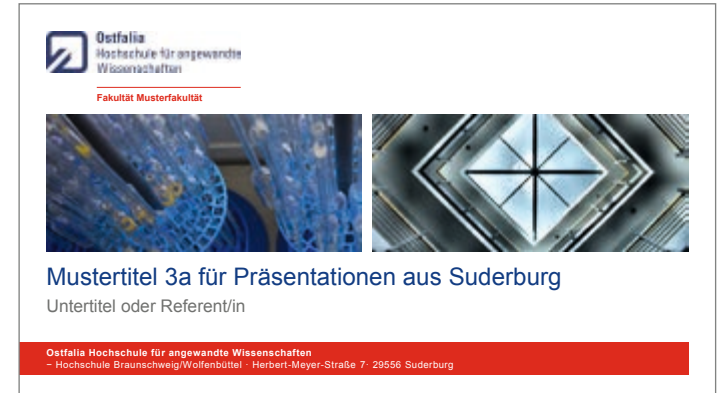 Ostfalia
Hochschule für angewandte
Wissenschaften
Fakultät Musterfakultät
Mustertitel 3a für Präsentationen aus Suderburg
Untertitel oder Referent/in
Ostfalia Hochschule für angewandte Wissenschaften
– Hochschule Braunschweig/Wolfenbüttel · Herbert-Meyer-Straße 7· 29556 Suderburg